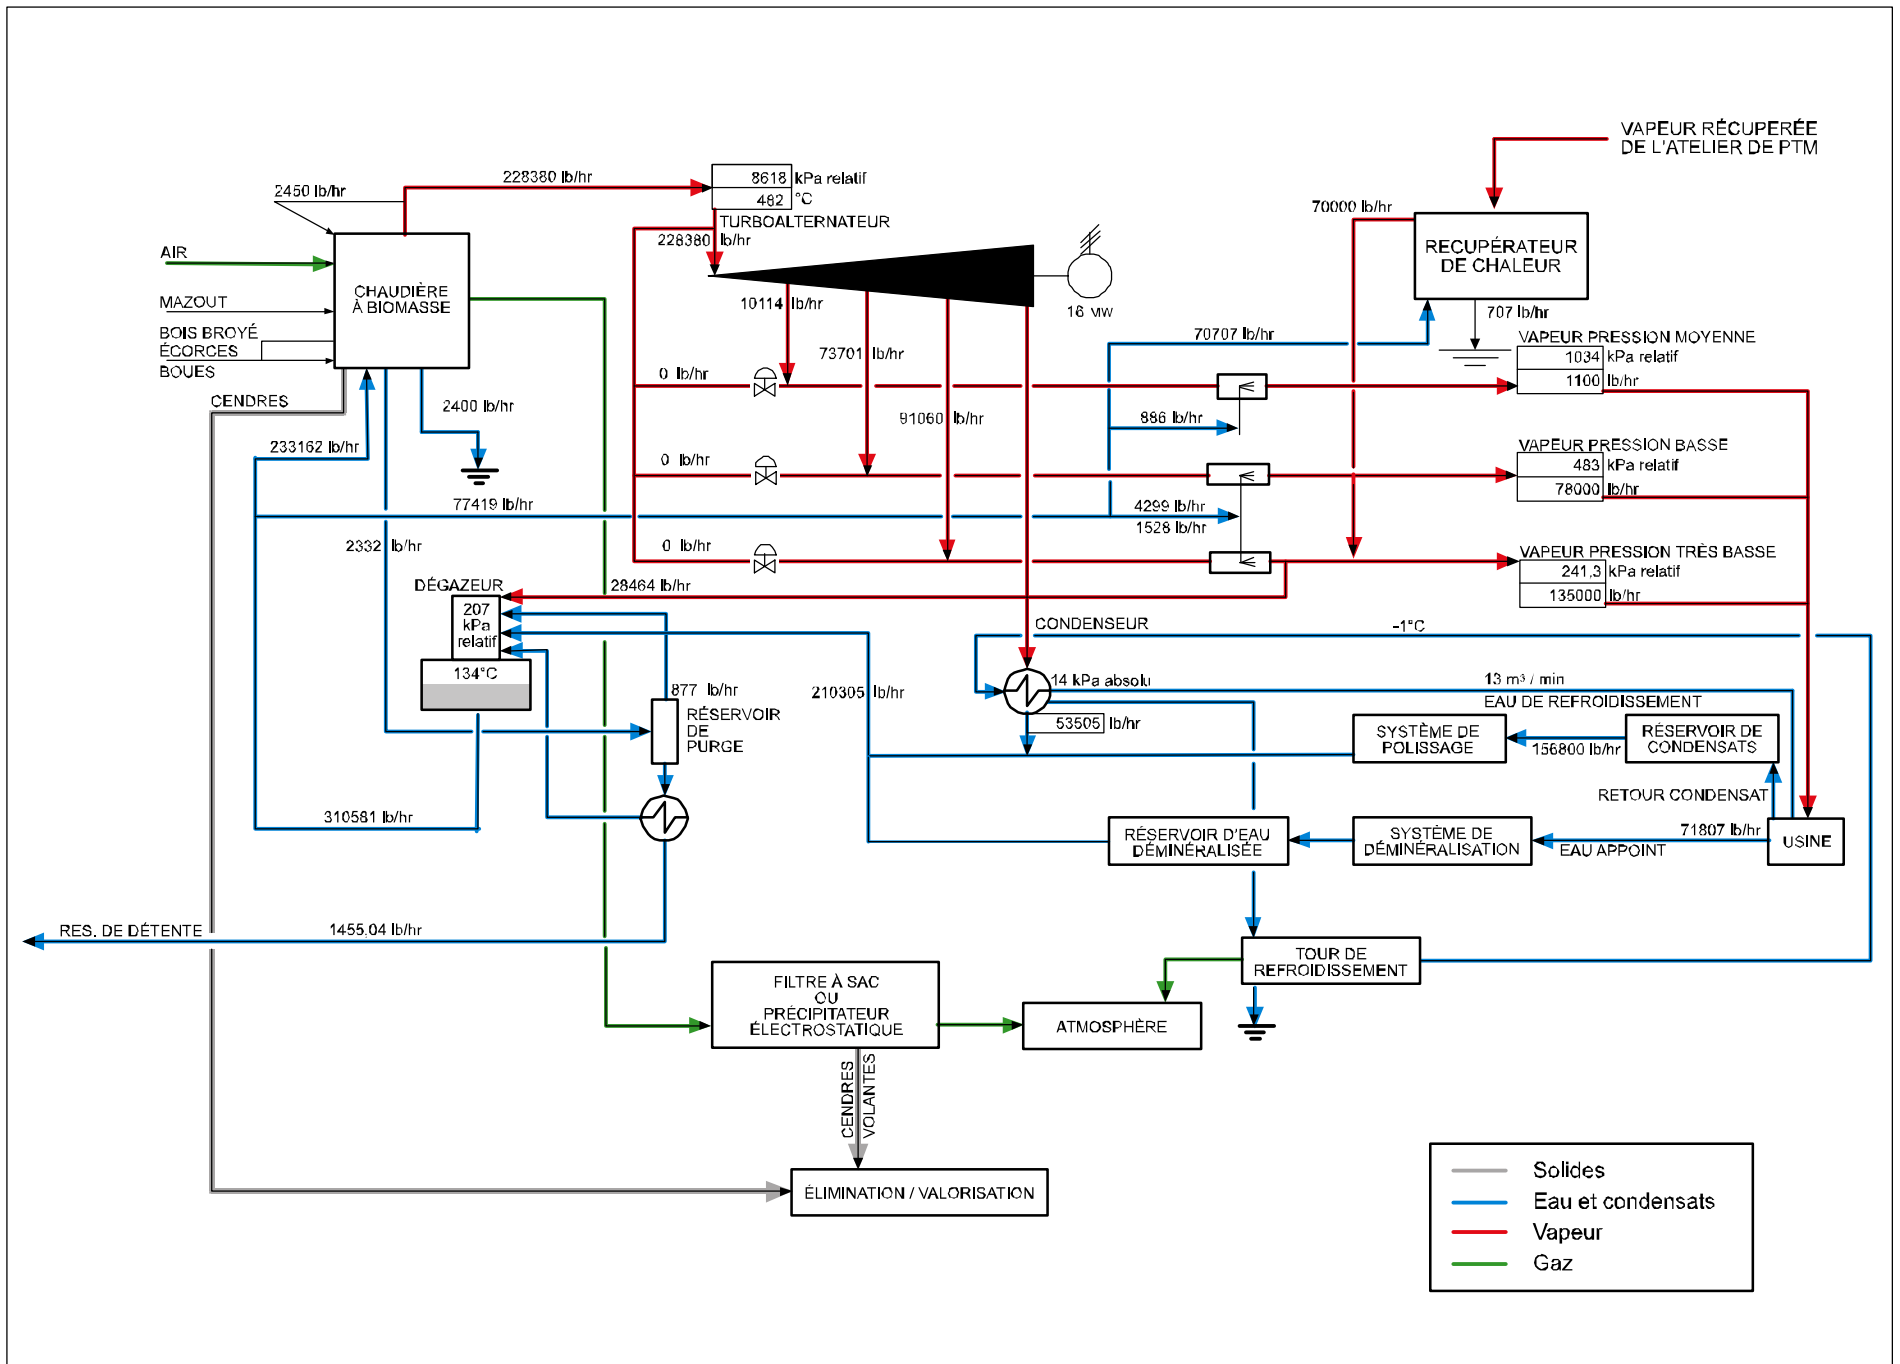 VAPEUR RÉCUPERÉE
DE L'ATELIER DE PTM
228380 lb/hr
8618 kPa relatif
482 °C
2450 lb/hr
TURBOALTERNATEUR
228380 lb/hr
70000 lb/hr
RECUPÉRATEUR
DE CHALEUR
AIR
CHAUDIÈRE
À BIOMASSE
MAZOUT
BOIS BROYÉ
ÉCORCES
BOUES
10114 lb/hr
16 MW
707 lb/hr
70707 lb/hr
VAPEUR PRESSION MOYENNE
1034 kPa relatif
1100 lb/hr
73701 lb/hr
0 lb/hr
CENDRES
2400 lb/hr
91060 lb/hr
886 lb/hr
233162 lb/hr
0 lb/hr
VAPEUR PRESSION BASSE
483 kPa relatif
78000 lb/hr
77419 lb/hr
4299 lb/hr
1528 lb/hr
2332 lb/hr
0 lb/hr
VAPEUR PRESSION TRÈS BASSE
241,3 kPa relatif
135000 lb/hr
DÉGAZEUR
28464 lb/hr
207
kPa
relatif
134°C
CONDENSEUR
-1°C
14 kPa absolu
13 m³ / min
EAU DE REFROIDISSEMENT
877 lb/hr
210305 lb/hr
53505 lb/hr
RÉSERVOIR
DE
PURGE
SYSTÈME DE
POLISSAGE
156800 lb/hr
RÉSERVOIR DE
CONDENSATS
RETOUR CONDENSAT
310581 lb/hr
RÉSERVOIR D'EAU
DÉMINÉRALISÉE
SYSTÈME DE
DÉMINÉRALISATION
71807 lb/hr
EAU APPOINT
USINE
RES. DE DÉTENTE
1455,04 lb/hr
TOUR DE
REFROIDISSEMENT
FILTRE À SAC
OU
PRÉCIPITATEUR
ÉLECTROSTATIQUE
ATMOSPHÈRE
CENDRES
VOLANTES
ÉLIMINATION / VALORISATION
Solides
Eau et condensats
Vapeur
Gaz